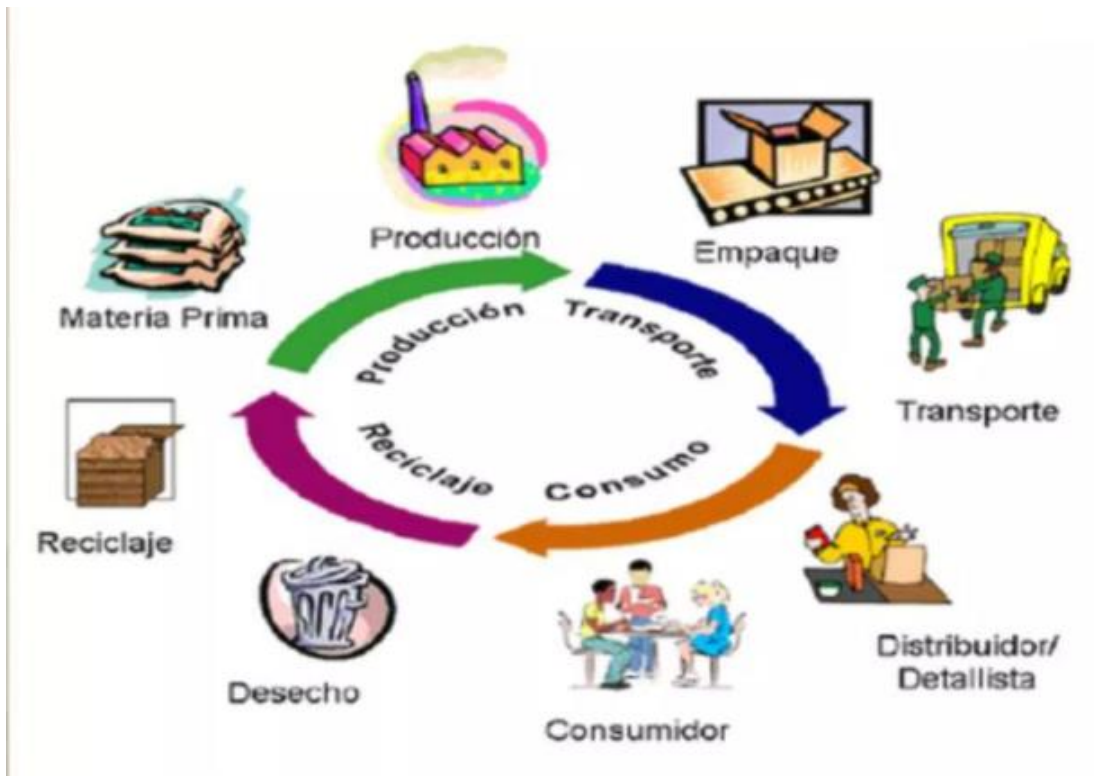 Producción
Empaque
Materia Prima
Producción
Transporte
Transporte
Reciclaje
Consumo
Reciclaje
Desecho
Consumidor
Distribuidor/
Detallista